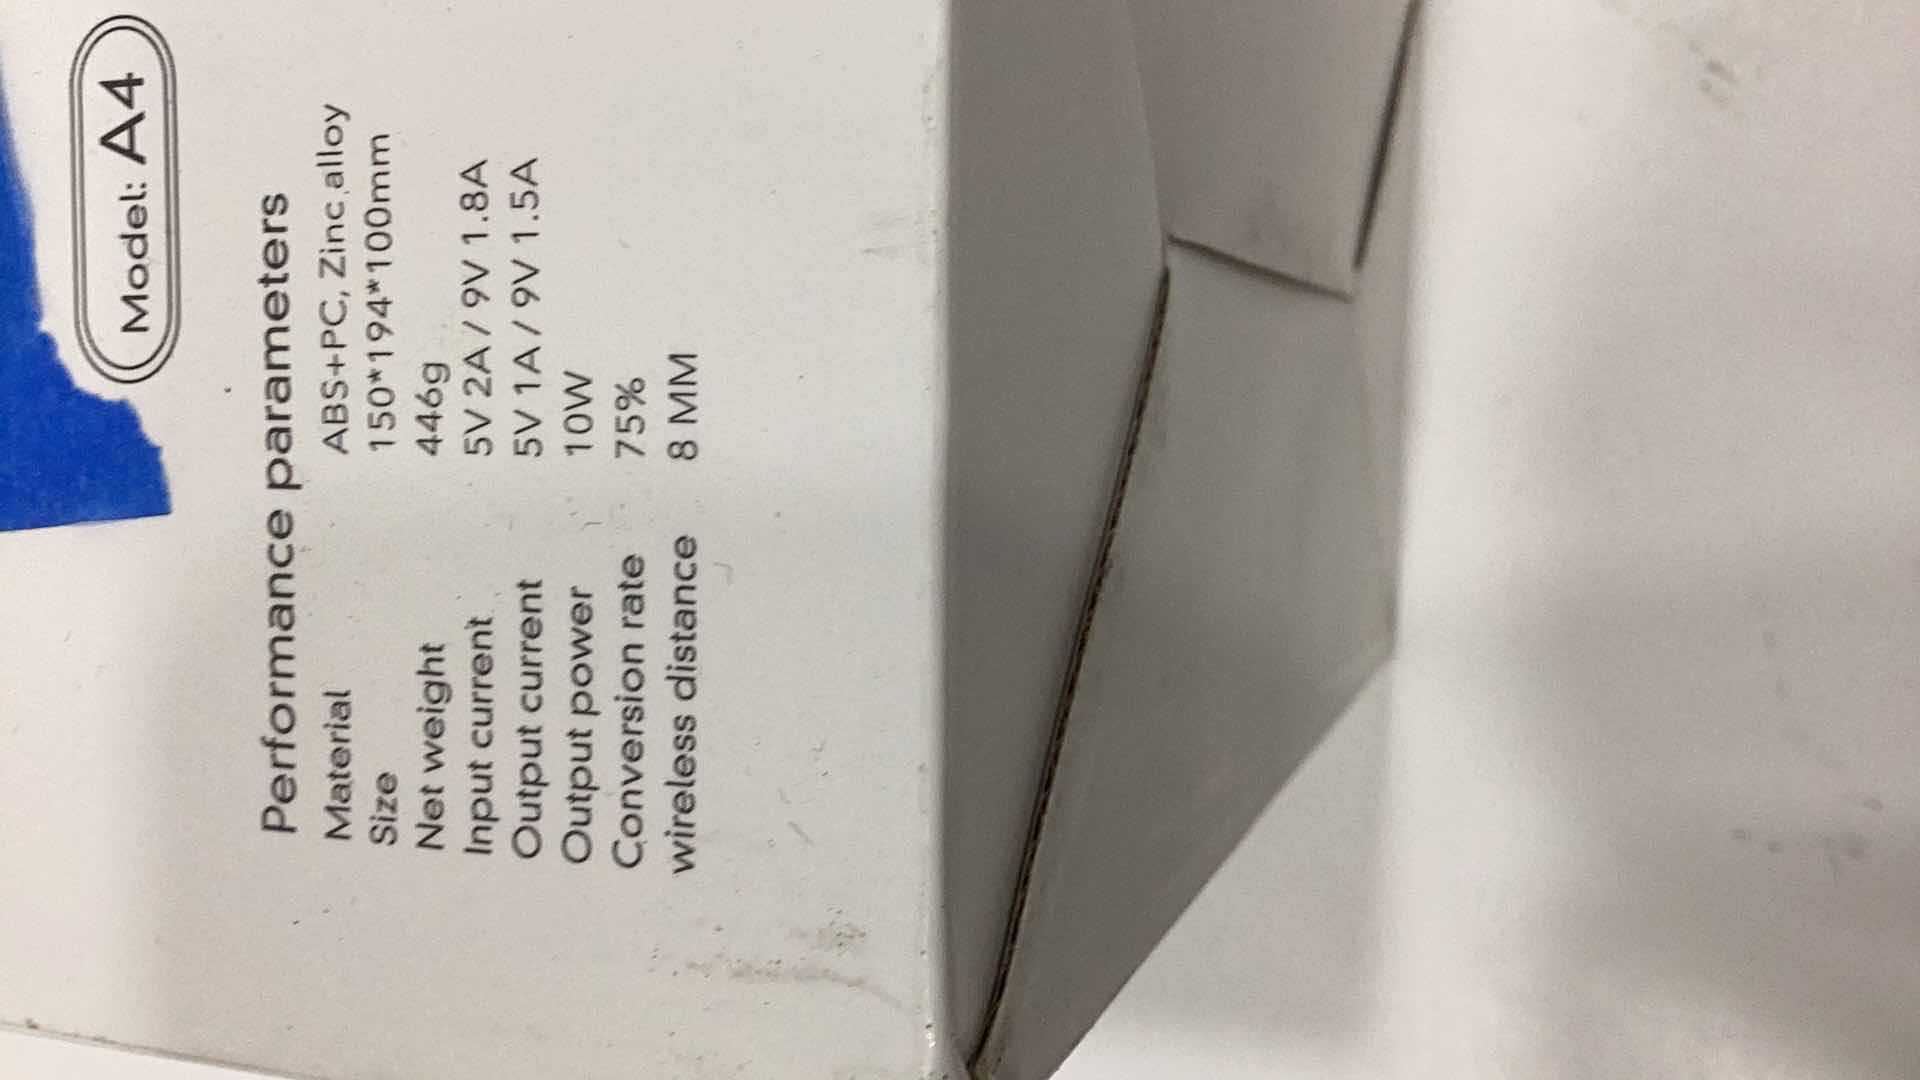 Model: A4
Performance parameters
Material ABS+PC, Zinc alloy
Size 150*194*100mm
Net weight 446g
Input current 5V 2A / 9V 1.8A
Output current 5V 1A / 9V 1.5A
Output power 10W
Conversion rate 75%
wireless distance 8 MM